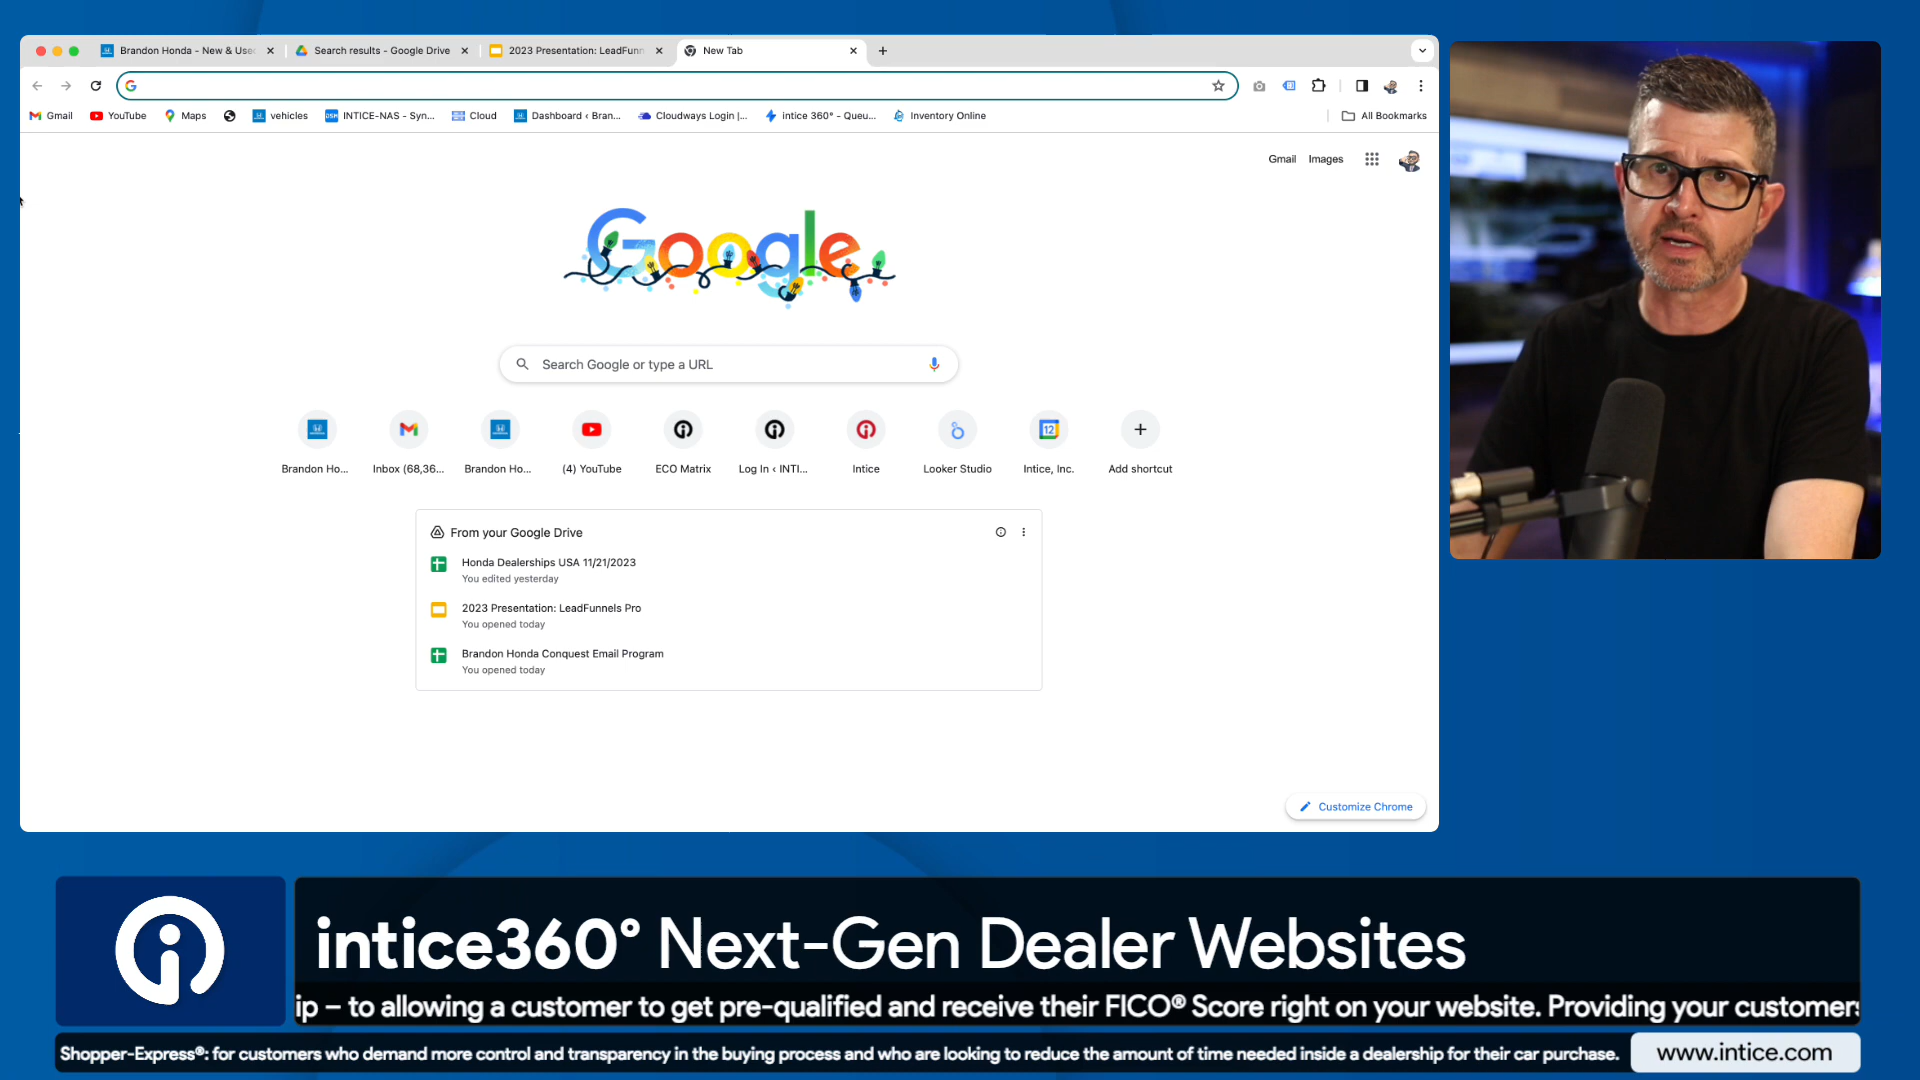 Brandon Honda - New & Use
Search results - Google Drive
2023 Presentation: LeadFunn
New Tab
Gmail
YouTube
Maps
vehicles
INTICE-NAS - Syn...
Cloud
Dashboard ‹ Bran...
Cloudways Login |...
intice 360° - Queu...
Inventory Online
All Bookmarks
Gmail Images
Google
Search Google or type a URL
12
Brandon Ho...
Inbox (68,36...
Brandon Ho...
(4) YouTube
ECO Matrix
Log In ‹ INTI...
Intice
Looker Studio
Intice, Inc.
Add shortcut
From your Google Drive
Honda Dealerships USA 11/21/2023
You edited yesterday
2023 Presentation: LeadFunnels Pro
You opened today
Brandon Honda Conquest Email Program
You opened today
Customize Chrome
intice360° Next-Gen Dealer Websites
ip – to allowing a customer to get pre-qualified and receive their FICO® Score right on your website. Providing your customers
Shopper-Express®: for customers who demand more control and transparency in the buying process and who are looking to reduce the amount of time needed inside a dealership for their car purchase.
www.intice.com